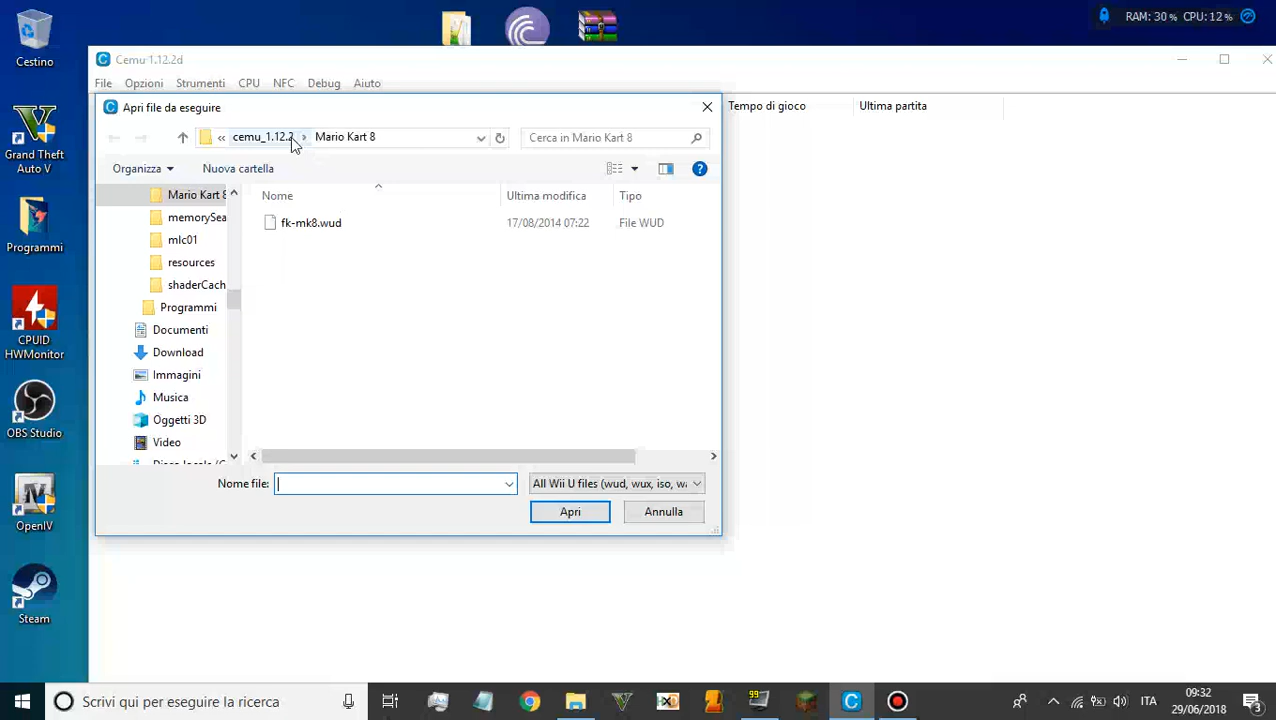 RAM: 30 % CPU: 12 %
Cestino
Grand Theft
Auto V
Programmi
CPUID
HWMonitor
OBS Studio
OpenIV
Steam
Cemu 1.12.2d
File Opzioni Strumenti CPU NFC Debug Aiuto
Tempo di gioco Ultima partita
Apri file da eseguire
« cemu_1.12.2 › Mario Kart 8
Cerca in Mario Kart 8
Organizza Nuova cartella
Nome Ultima modifica Tipo
fk-mk8.wud 17/08/2014 07:22 File WUD
Mario Kart 8
memorySea
mlc01
resources
shaderCach
Programmi
Documenti
Download
Immagini
Musica
Oggetti 3D
Video
Nome file:
All Wii U files (wud, wux, iso, wa
Apri Annulla
Scrivi qui per eseguire la ricerca
99
ITA
09:32
29/06/2018
3